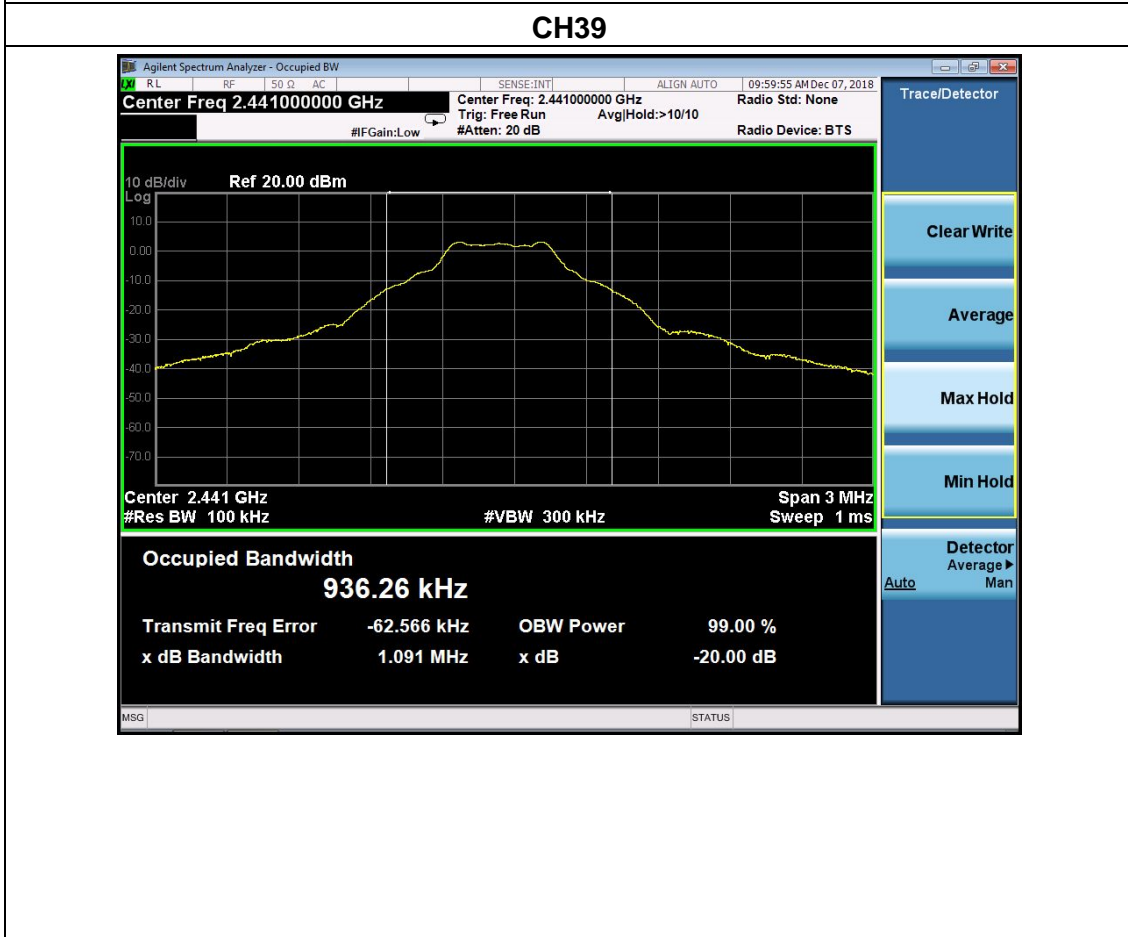 CH39
Agilent Spectrum Analyzer - Occupied BW
LXI RL RF 50 Ω AC SENSE:INT ALIGN AUTO 09:59:55 AM Dec 07, 2018
Center Freq 2.441000000 GHz
Center Freq: 2.441000000 GHz
Radio Std: None
Trig: Free Run Avg|Hold:>10/10
#IFGain:Low #Atten: 20 dB Radio Device: BTS
10 dB/div Ref 20.00 dBm
Log
10.0
0.00
-10.0
-20.0
-30.0
-40.0
-50.0
-60.0
-70.0
Center 2.441 GHz Span 3 MHz
#Res BW 100 kHz #VBW 300 kHz Sweep 1 ms
Occupied Bandwidth
936.26 kHz
Transmit Freq Error -62.566 kHz OBW Power 99.00 %
x dB Bandwidth 1.091 MHz x dB -20.00 dB
MSG STATUS
Trace/Detector
Clear Write
Average
Max Hold
Min Hold
Detector
Average▶
Auto Man